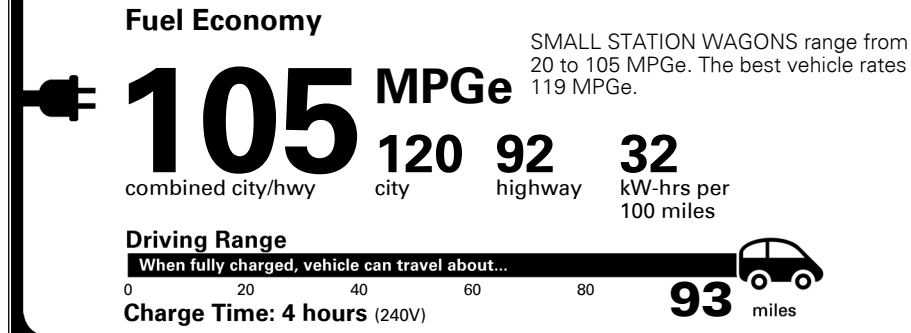 Fuel Economy
SMALL STATION WAGONS range from
20 to 105 MPGe. The best vehicle rates
119 MPGe.
105 MPGe
combined city/hwy
120 92 32
city highway kW-hrs per
100 miles
Driving Range
When fully charged, vehicle can travel about...
0 20 40 60 80 93 miles
Charge Time: 4 hours (240V)